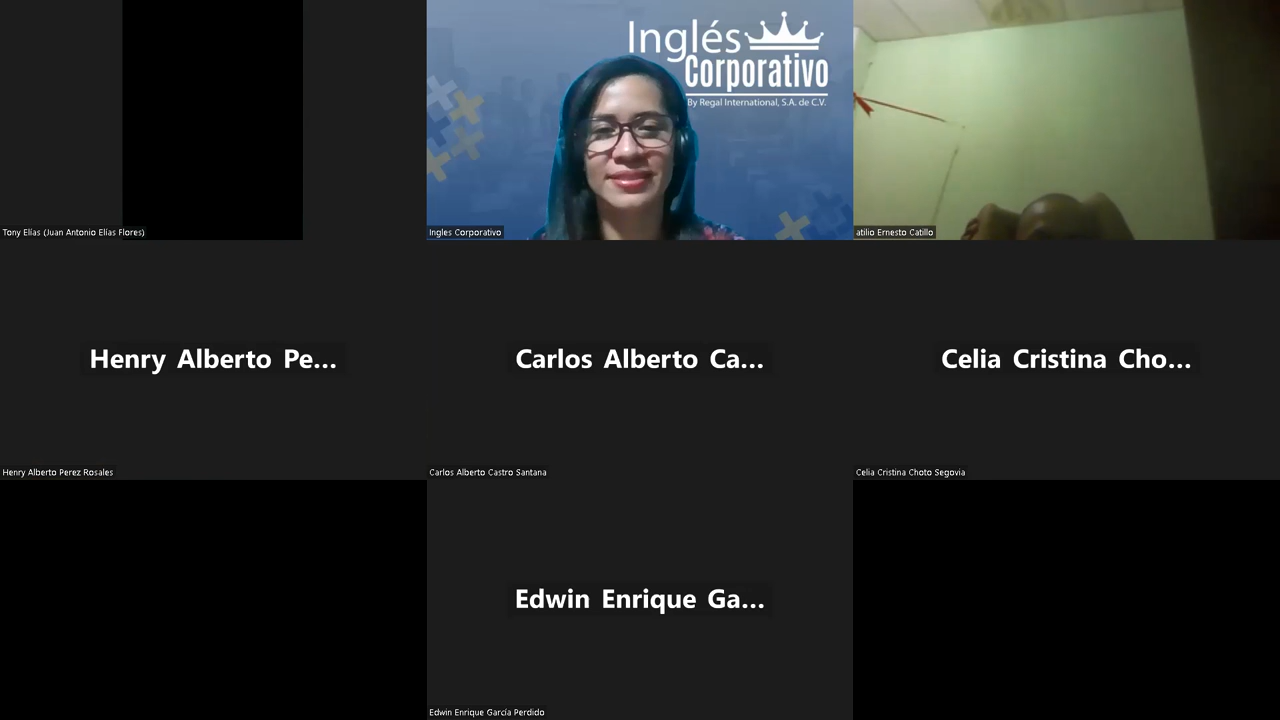 Inglés
Corporativo
By Regal International, S.A. de C.V.
Tony Elías (Juan Antonio Elías Flores)
Ingles Corporativo
atilio Ernesto Catillo
Henry Alberto Pe...
Carlos Alberto Ca...
Celia Cristina Cho...
Henry Alberto Perez Rosales
Carlos Alberto Castro Santana
Celia Cristina Choto Segovia
Edwin Enrique Ga...
Edwin Enrique García Perdido